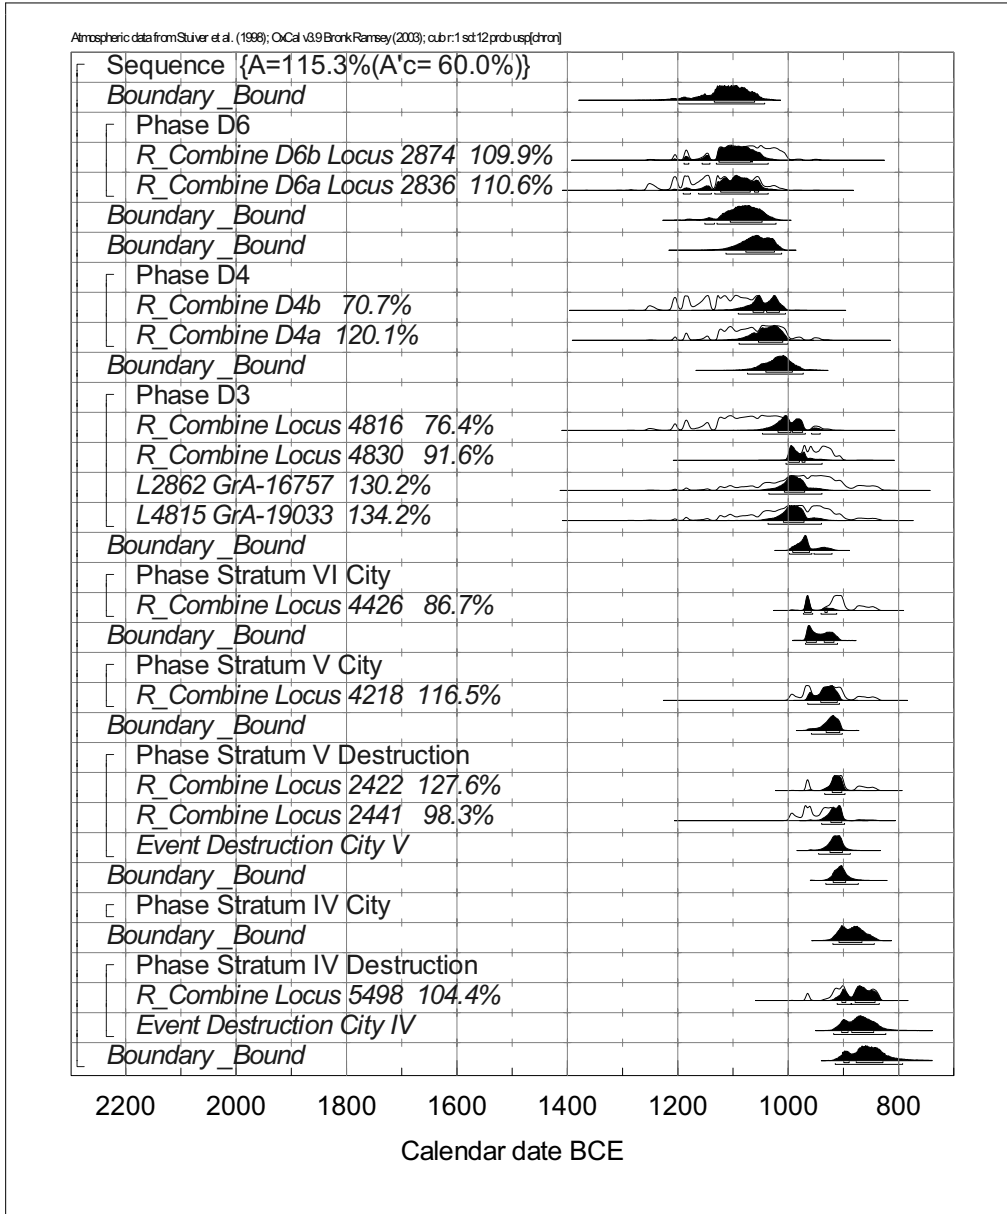 Atmospheric data from Stuiver et al. (1998); OxCal v3.9 Bronk Ramsey (2003); cub r:1 sd:12 prob usp[chron]
Sequence {A=115.3%(A'c= 60.0%)}
Boundary _Bound
Phase D6
R_Combine D6b Locus 2874 109.9%
R_Combine D6a Locus 2836 110.6%
Boundary _Bound
Boundary _Bound
Phase D4
R_Combine D4b 70.7%
R_Combine D4a 120.1%
Boundary _Bound
Phase D3
R_Combine Locus 4816 76.4%
R_Combine Locus 4830 91.6%
L2862 GrA-16757 130.2%
L4815 GrA-19033 134.2%
Boundary _Bound
Phase Stratum VI City
R_Combine Locus 4426 86.7%
Boundary _Bound
Phase Stratum V City
R_Combine Locus 4218 116.5%
Boundary _Bound
Phase Stratum V Destruction
R_Combine Locus 2422 127.6%
R_Combine Locus 2441 98.3%
Event Destruction City V
Boundary _Bound
Phase Stratum IV City
Boundary _Bound
Phase Stratum IV Destruction
R_Combine Locus 5498 104.4%
Event Destruction City IV
Boundary _Bound
2200 2000 1800 1600 1400 1200 1000 800
Calendar date BCE